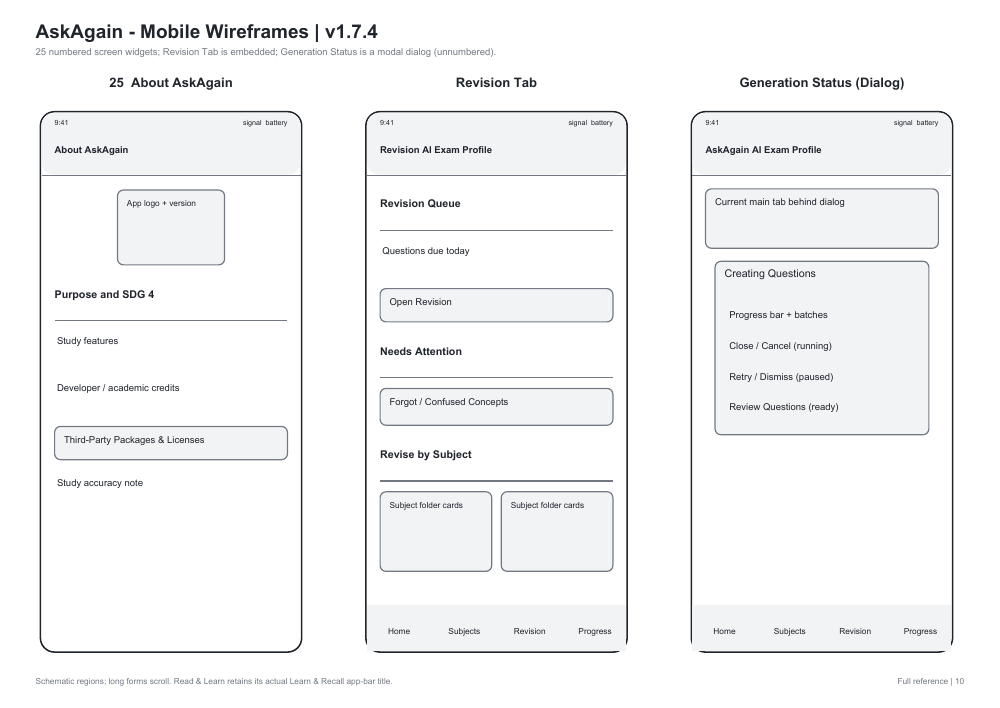 AskAgain - Mobile Wireframes | v1.7.4
25 numbered screen widgets; Revision Tab is embedded; Generation Status is a modal dialog (unnumbered).
25 About AskAgain
9:41 signal battery
About AskAgain
App logo + version
Purpose and SDG 4
Study features
Developer / academic credits
Third-Party Packages & Licenses
Study accuracy note
Revision Tab
9:41 signal battery
Revision AI Exam Profile
Revision Queue
Questions due today
Open Revision
Needs Attention
Forgot / Confused Concepts
Revise by Subject
Subject folder cards Subject folder cards
Home Subjects Revision Progress
Generation Status (Dialog)
9:41 signal battery
AskAgain AI Exam Profile
Current main tab behind dialog
Creating Questions
Progress bar + batches
Close / Cancel (running)
Retry / Dismiss (paused)
Review Questions (ready)
Home Subjects Revision Progress
Schematic regions; long forms scroll. Read & Learn retains its actual Learn & Recall app-bar title.
Full reference | 10